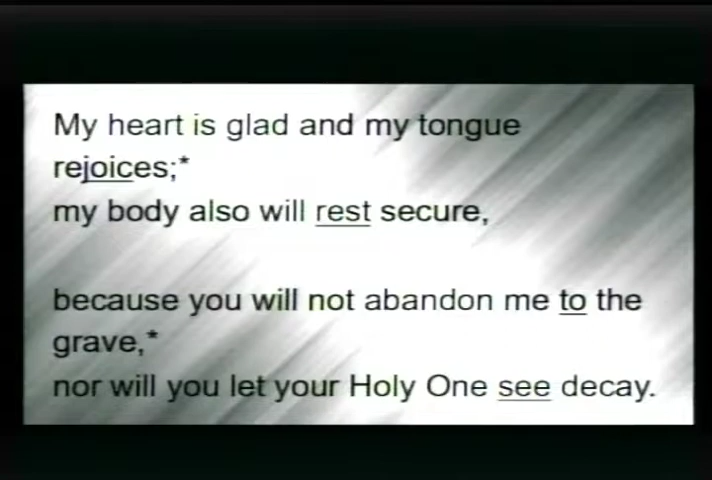 My heart is glad and my tongue
rejoices;*
my body also will rest secure,
because you will not abandon me to the
grave,*
nor will you let your Holy One see decay.